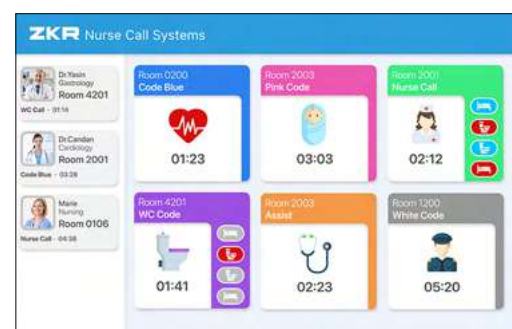 ZKR Nurse Call Systems
Dr.Yasin
Gastrology
Room 4201
WC Call - 01:14
Dr.Candan
Cardiology
Room 2001
Code Blue - 03:28
Marie
Nursing
Room 0106
Nurse Call - 04:38
Room 0200
Code Blue
01:23
Room 2003
Pink Code
03:03
Room 2001
Nurse Call
02:12
Room 4201
WC Code
01:41
Room 2003
Assist
02:23
Room 1200
White Code
05:20